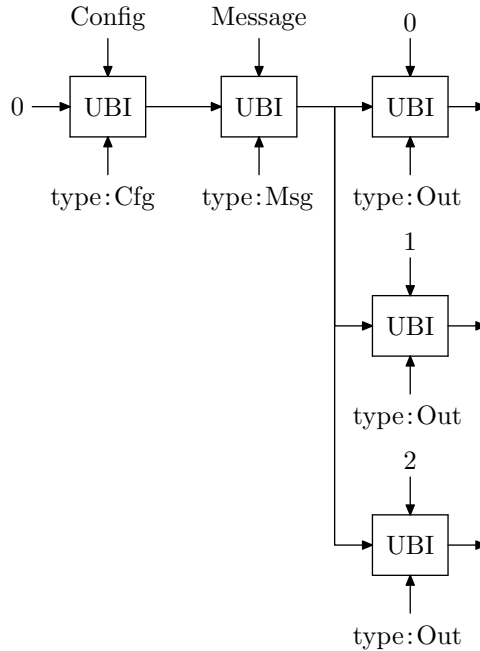 Config Message 0
0 UBI UBI UBI
type:Cfg type:Msg type:Out
1
UBI
type:Out
2
UBI
type:Out